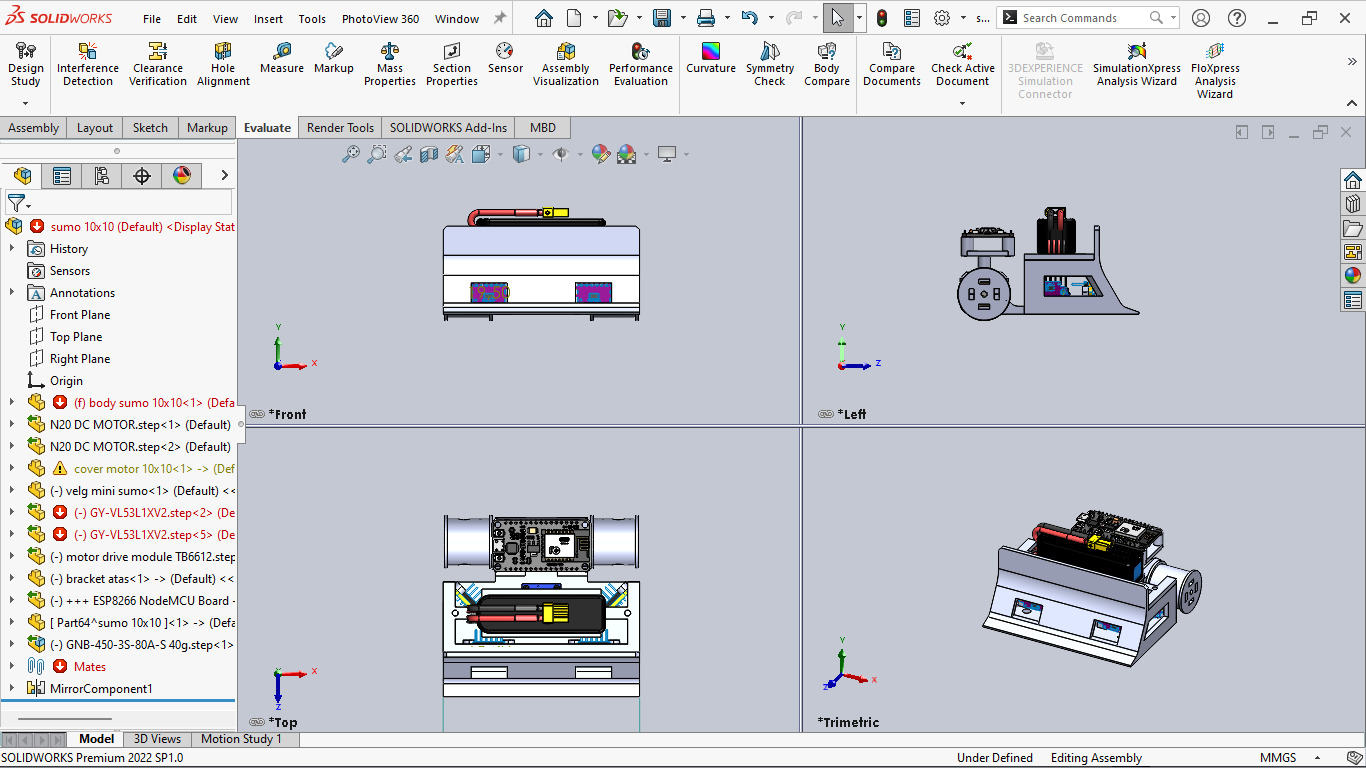 SOLIDWORKS File Edit View Insert Tools PhotoView 360 Window s... Search Commands
Design Study
Interference Detection
Clearance Verification
Hole Alignment
Measure
Markup
Mass Properties
Section Properties
Sensor
Assembly Visualization
Performance Evaluation
Curvature
Symmetry Check
Body Compare
Compare Documents
Check Active Document
3DEXPERIENCE Simulation Connector
SimulationXpress Analysis Wizard
FloXpress Analysis Wizard
Assembly Layout Sketch Markup Evaluate Render Tools SOLIDWORKS Add-Ins MBD
sumo 10x10 (Default) <Display Stat
History
Sensors
Annotations
Front Plane
Top Plane
Right Plane
Origin
(f) body sumo 10x10<1> (Defa
N20 DC MOTOR.step<1> (Default)
N20 DC MOTOR.step<2> (Default)
cover motor 10x10<1> -> (Def
(-) velg mini sumo<1> (Default) <<
(-) GY-VL53L1XV2.step<2> (De
(-) GY-VL53L1XV2.step<5> (De
(-) motor drive module TB6612.step
(-) bracket atas<1> -> (Default) <<
(-) +++ ESP8266 NodeMCU Board -
[ Part64^sumo 10x10 ]<1> -> (Defa
(-) GNB-450-3S-80A-S 40g.step<1>
Mates
MirrorComponent1
Y
X
*Front
Y
Z
*Left
X
Z
*Top
Y
X
Z
*Trimetric
Model 3D Views Motion Study 1
SOLIDWORKS Premium 2022 SP1.0 Under Defined Editing Assembly MMGS